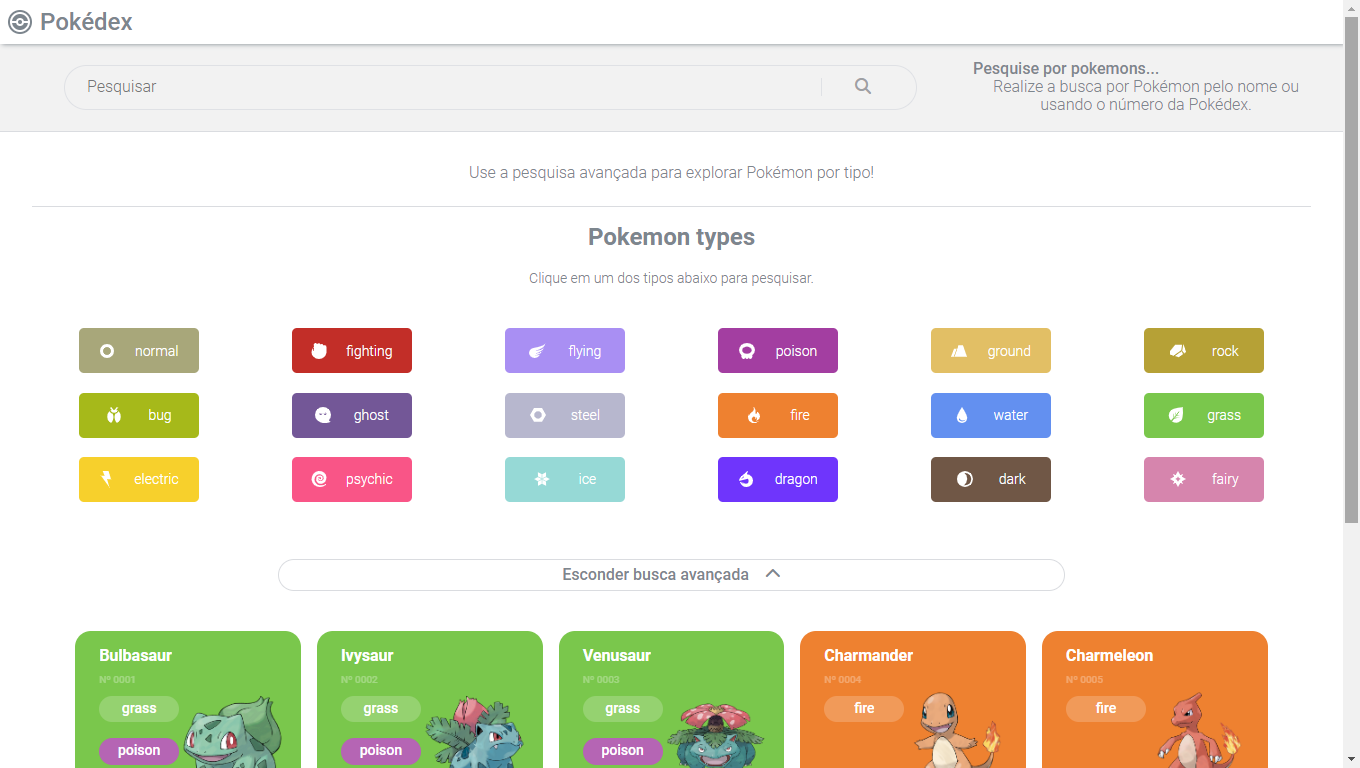 Pokédex
Pesquisar
Pesquise por pokemons...
Realize a busca por Pokémon pelo nome ou
usando o número da Pokédex.
Use a pesquisa avançada para explorar Pokémon por tipo!
Pokemon types
Clique em um dos tipos abaixo para pesquisar.
normal fighting flying poison ground rock
bug ghost steel fire water grass
electric psychic ice dragon dark fairy
Esconder busca avançada
Bulbasaur Ivysaur Venusaur Charmander Charmeleon
Nº 0001 Nº 0002 Nº 0003 Nº 0004 Nº 0005
grass grass grass fire fire
poison poison poison